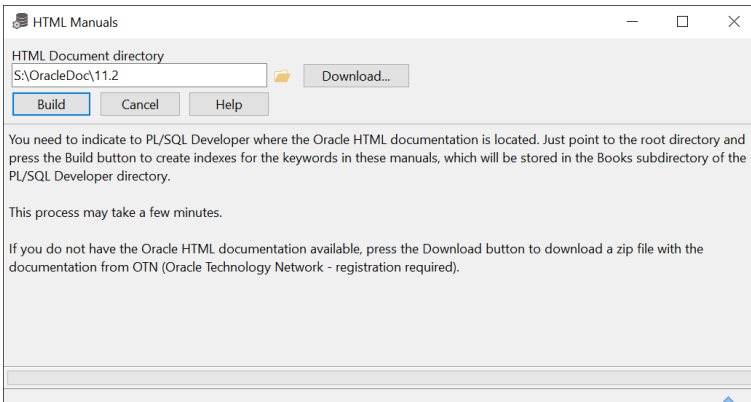 HTML Manuals
HTML Document directory
S:\OracleDoc\11.2
Download...
Build
Cancel
Help
You need to indicate to PL/SQL Developer where the Oracle HTML documentation is located. Just point to the root directory and
press the Build button to create indexes for the keywords in these manuals, which will be stored in the Books subdirectory of the
PL/SQL Developer directory.
This process may take a few minutes.
If you do not have the Oracle HTML documentation available, press the Download button to download a zip file with the
documentation from OTN (Oracle Technology Network - registration required).